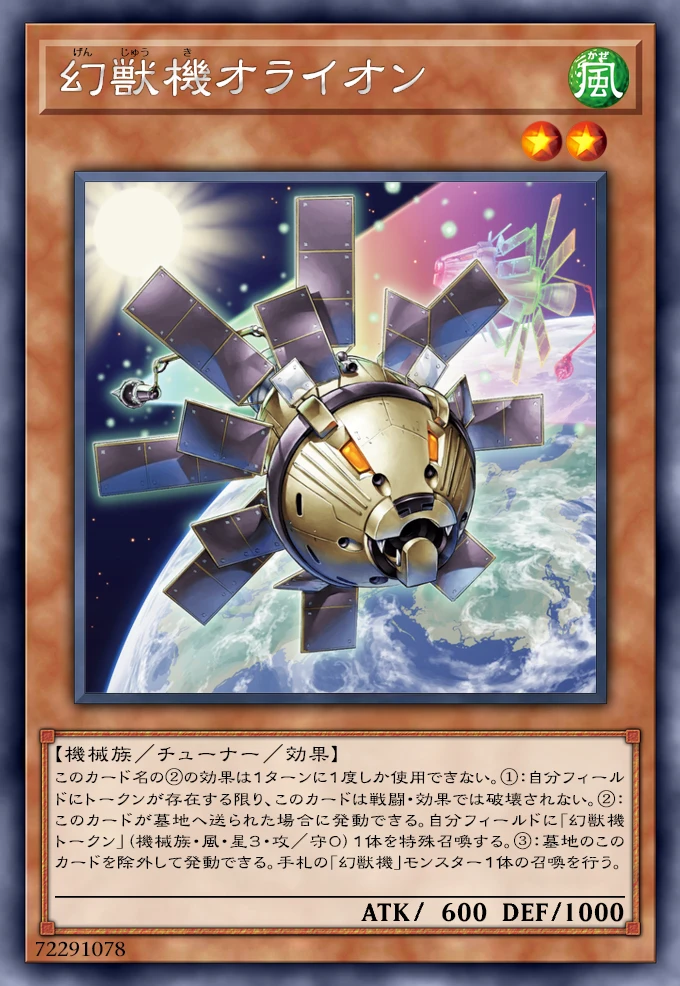 げん じゅう き
幻獣機オライオン
かぜ
風
【機械族／チューナー／効果】
このカード名の②の効果は1ターンに1度しか使用できない。①：自分フィール
ドにトークンが存在する限り、このカードは戦闘・効果では破壊されない。②：
このカードが墓地へ送られた場合に発動できる。自分フィールドに「幻獣機
トークン」(機械族・風・星3・攻／守0)1体を特殊召喚する。③：墓地のこの
カードを除外して発動できる。手札の「幻獣機」モンスター1体の召喚を行う。
ATK/ 600 DEF/1000
72291078